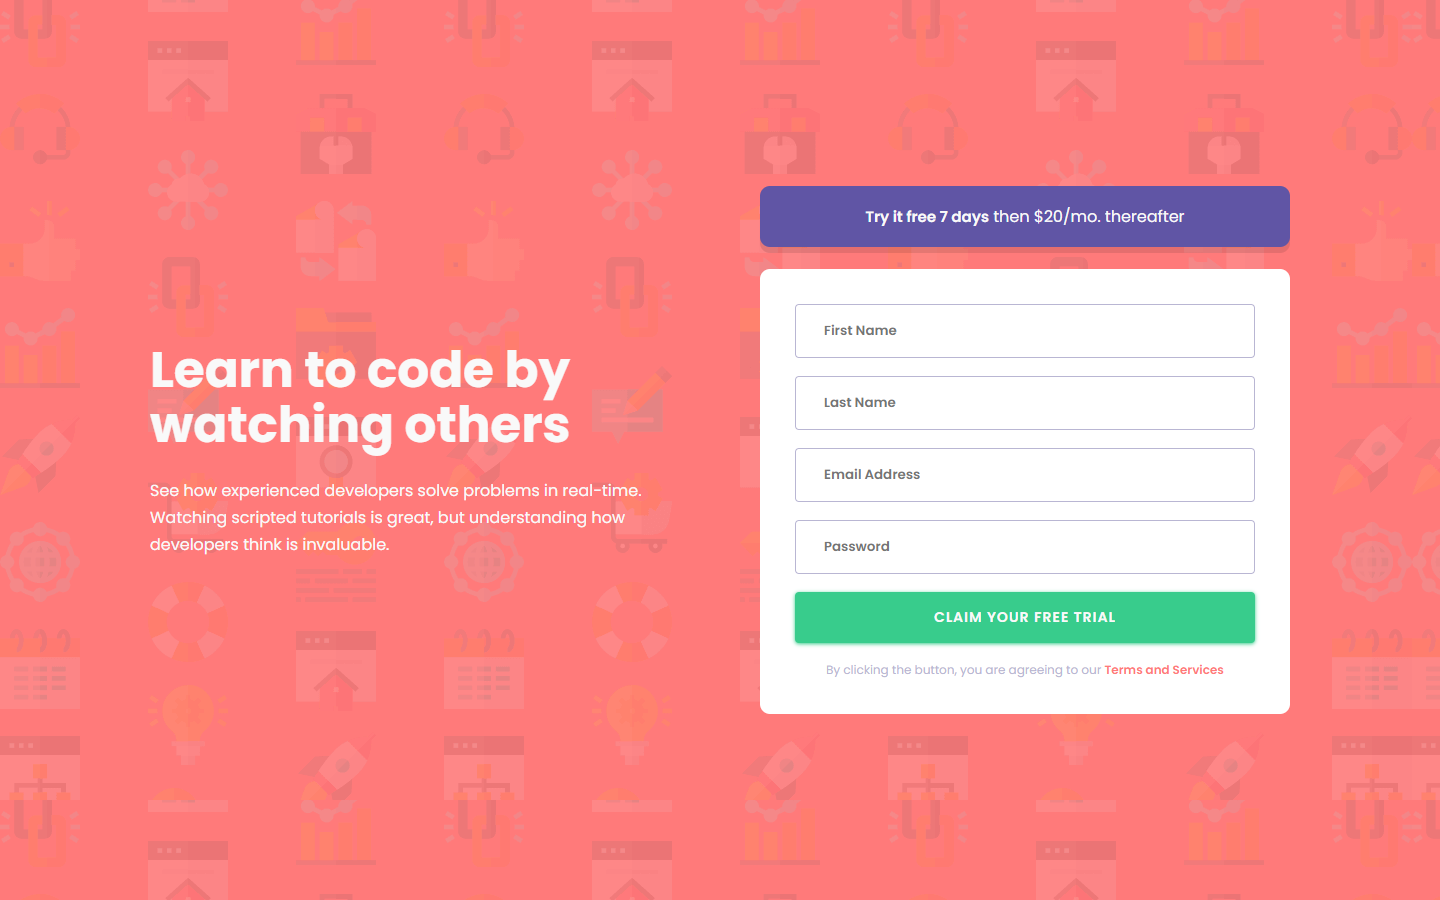 Learn to code by
watching others
See how experienced developers solve problems in real-time.
Watching scripted tutorials is great, but understanding how
developers think is invaluable.
Try it free 7 days then $20/mo. thereafter
First Name
Last Name
Email Address
Password
CLAIM YOUR FREE TRIAL
By clicking the button, you are agreeing to our Terms and Services